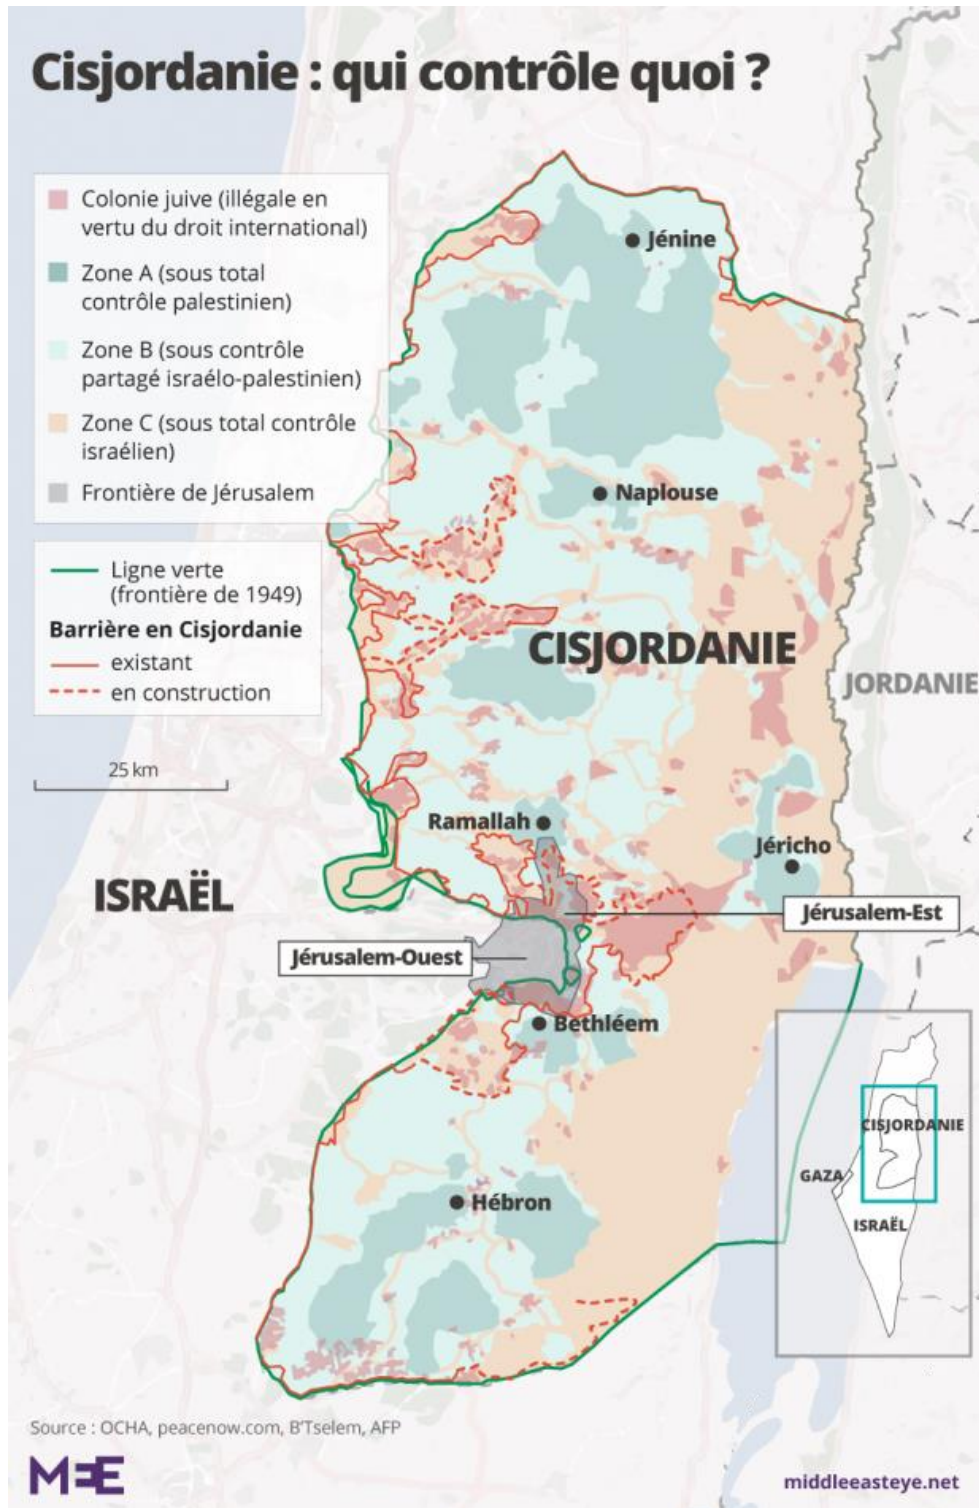 Cisjordanie : qui contrôle quoi ?
Colonie juive (illégale en
vertu du droit international)
Zone A (sous total
contrôle palestinien)
Zone B (sous contrôle
partagé israélo-palestinien)
Zone C (sous total contrôle
israélien)
Frontière de Jérusalem
Ligne verte
(frontière de 1949)
Barrière en Cisjordanie
existant
en construction
25 km
Jénine
Naplouse
CISJORDANIE
JORDANIE
Ramallah
Jéricho
ISRAËL
Jérusalem-Est
Jérusalem-Ouest
Bethléem
Hébron
CISJORDANIE
GAZA
ISRAËL
Source : OCHA, peacenow.com, B'Tselem, AFP
MEE
middleeasteye.net